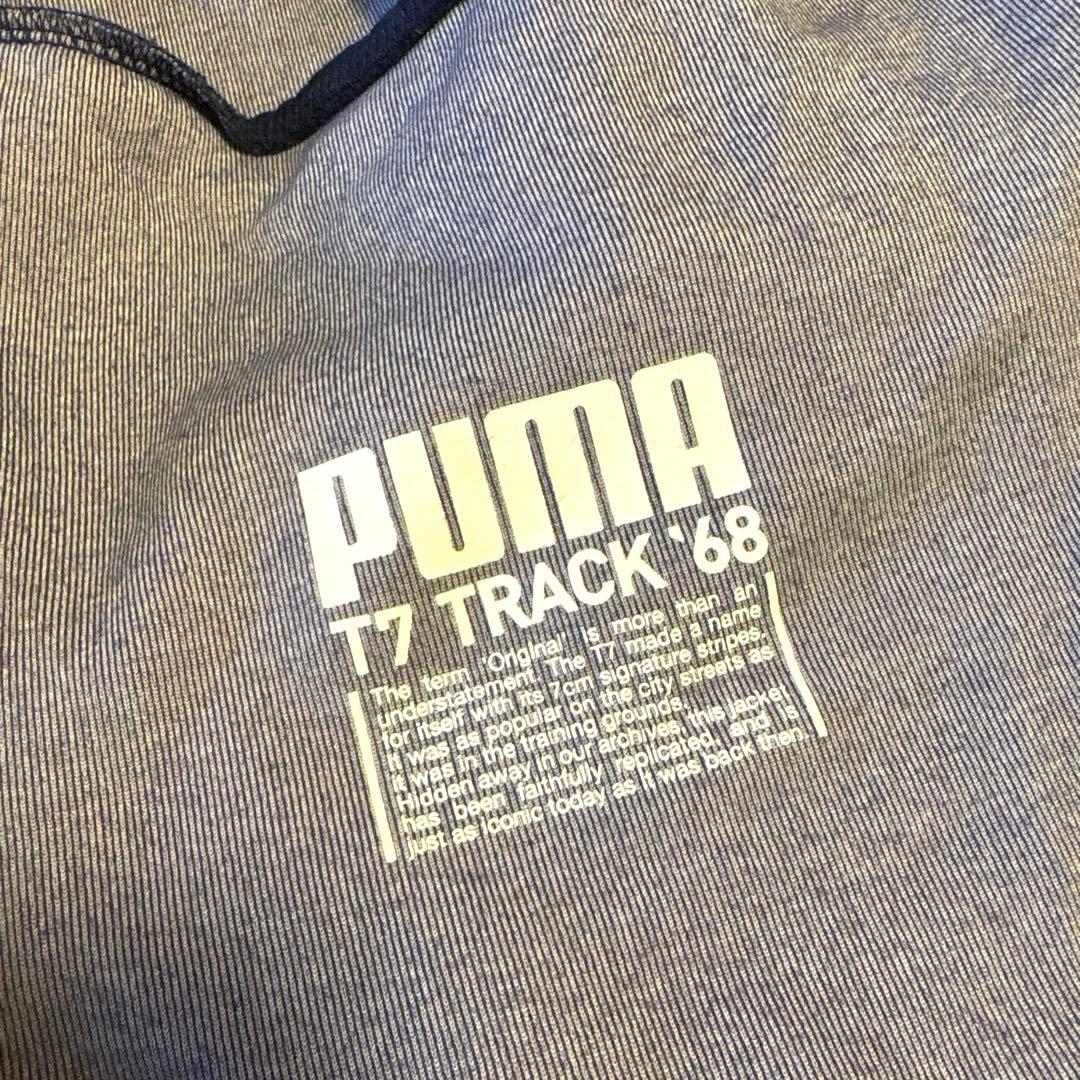 PUMA
T7 TRACK '68
The term 'Original' is more than an
understatement. The T7 made a name
for itself with its 7cm signature stripes.
It was as popular on the city streets as
it was in the training grounds.
Hidden away in our archives, this jacket
has been faithfully replicated, and is
just as iconic today as it was back then.